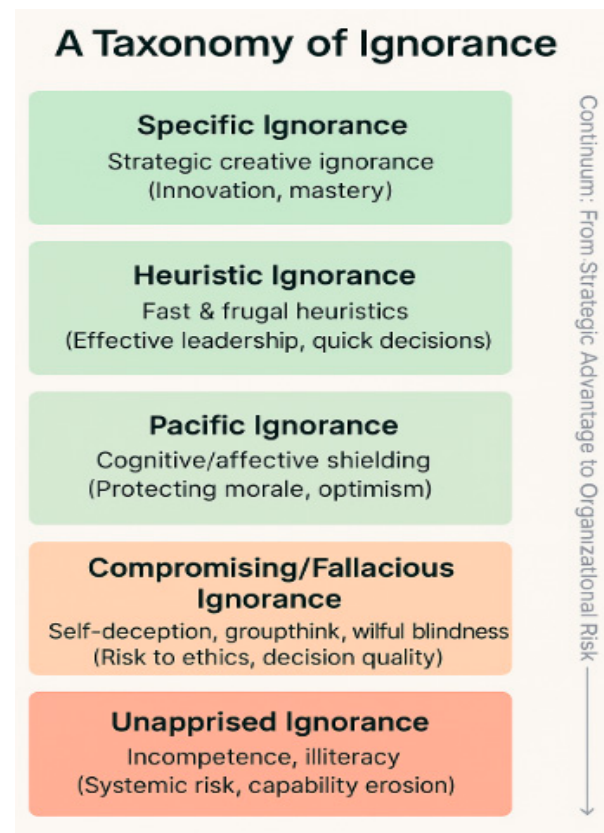 A Taxonomy of Ignorance
Specific Ignorance
Strategic creative ignorance
(Innovation, mastery)
Heuristic Ignorance
Fast & frugal heuristics
(Effective leadership, quick decisions)
Pacific Ignorance
Cognitive/affective shielding
(Protecting morale, optimism)
Compromising/Fallacious
Ignorance
Self-deception, groupthink, wilful blindness
(Risk to ethics, decision quality)
Unapprised Ignorance
Incompetence, illiteracy
(Systemic risk, capability erosion)
Continuum: From Strategic Advantage to Organizational Risk